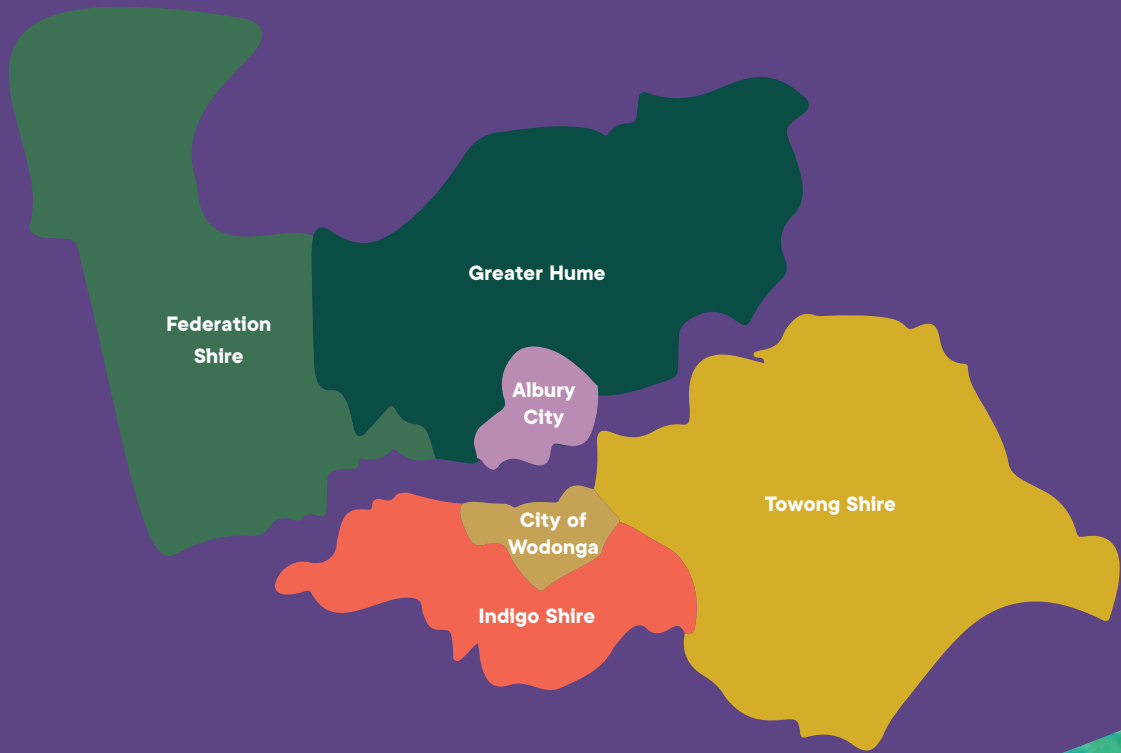 Greater Hume
Federation
Shire
Albury
City
Towong Shire
City of
Wodonga
Indigo Shire